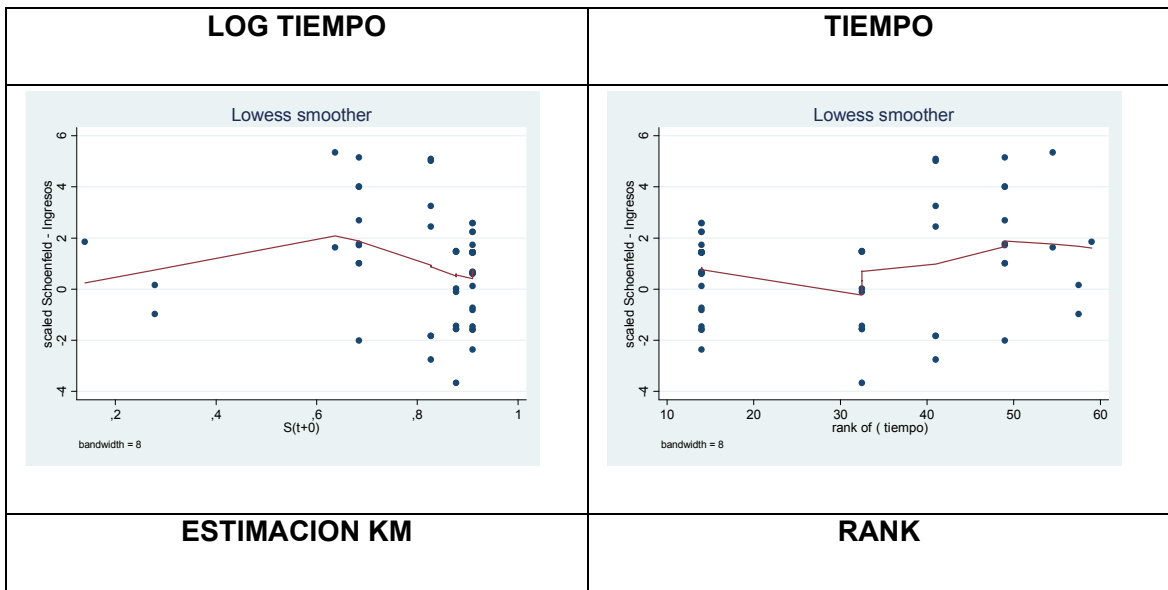 LOG TIEMPO
TIEMPO
Lowess smoother
scaled Schoenfeld - Ingresos
6
4
2
0
-2
-4
,2 ,4 ,6 ,8 1
S(t+0)
bandwidth = 8
Lowess smoother
scaled Schoenfeld - Ingresos
6
4
2
0
-2
-4
10 20 30 40 50 60
rank of ( tiempo)
bandwidth = 8
ESTIMACION KM
RANK